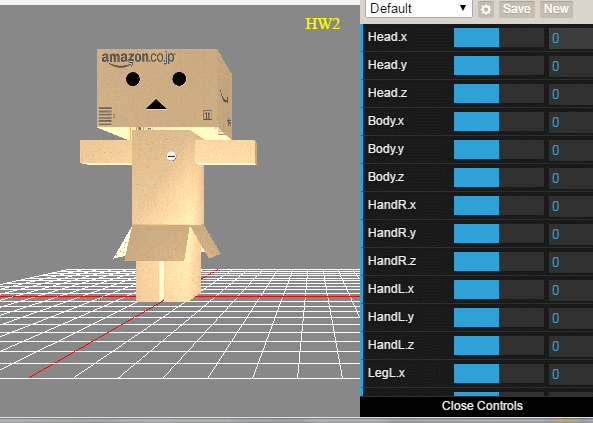 HW2
amazon.co.jp
Default
Save
New
Head.x 0
Head.y 0
Head.z 0
Body.x 0
Body.y 0
Body.z 0
HandR.x 0
HandR.y 0
HandR.z 0
HandL.x 0
HandL.y 0
HandL.z 0
LegL.x 0
Close Controls